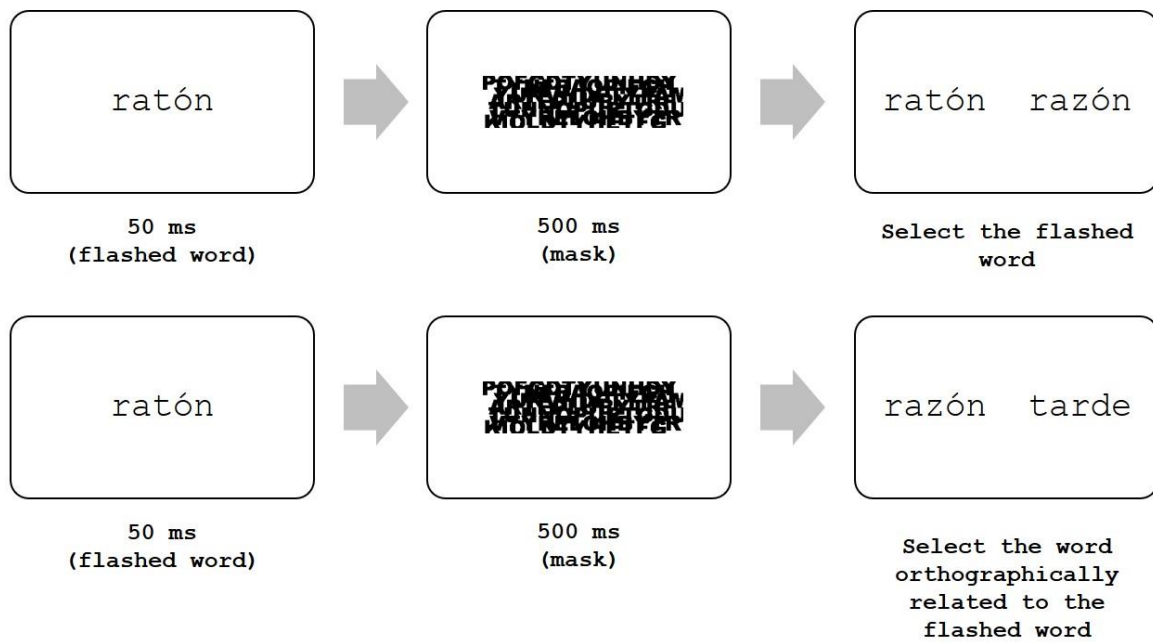 ratón
ratón razón
50 ms
(flashed word)
500 ms
(mask)
Select the flashed
word
ratón
razón tarde
50 ms
(flashed word)
500 ms
(mask)
Select the word
orthographically
related to the
flashed word